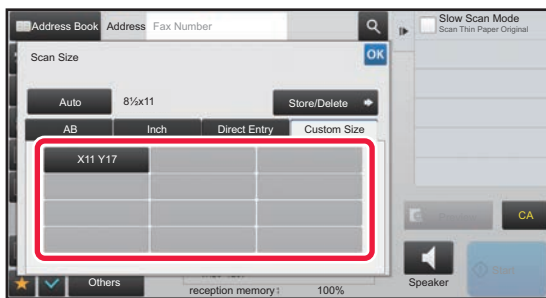 Address Book Address Fax Number
Slow Scan Mode
Scan Thin Paper Original
Scan Size
OK
Auto 8½x11 Store/Delete
AB Inch Direct Entry Custom Size
X11 Y17
CA
Others
reception memory: 100%
Speaker
Start